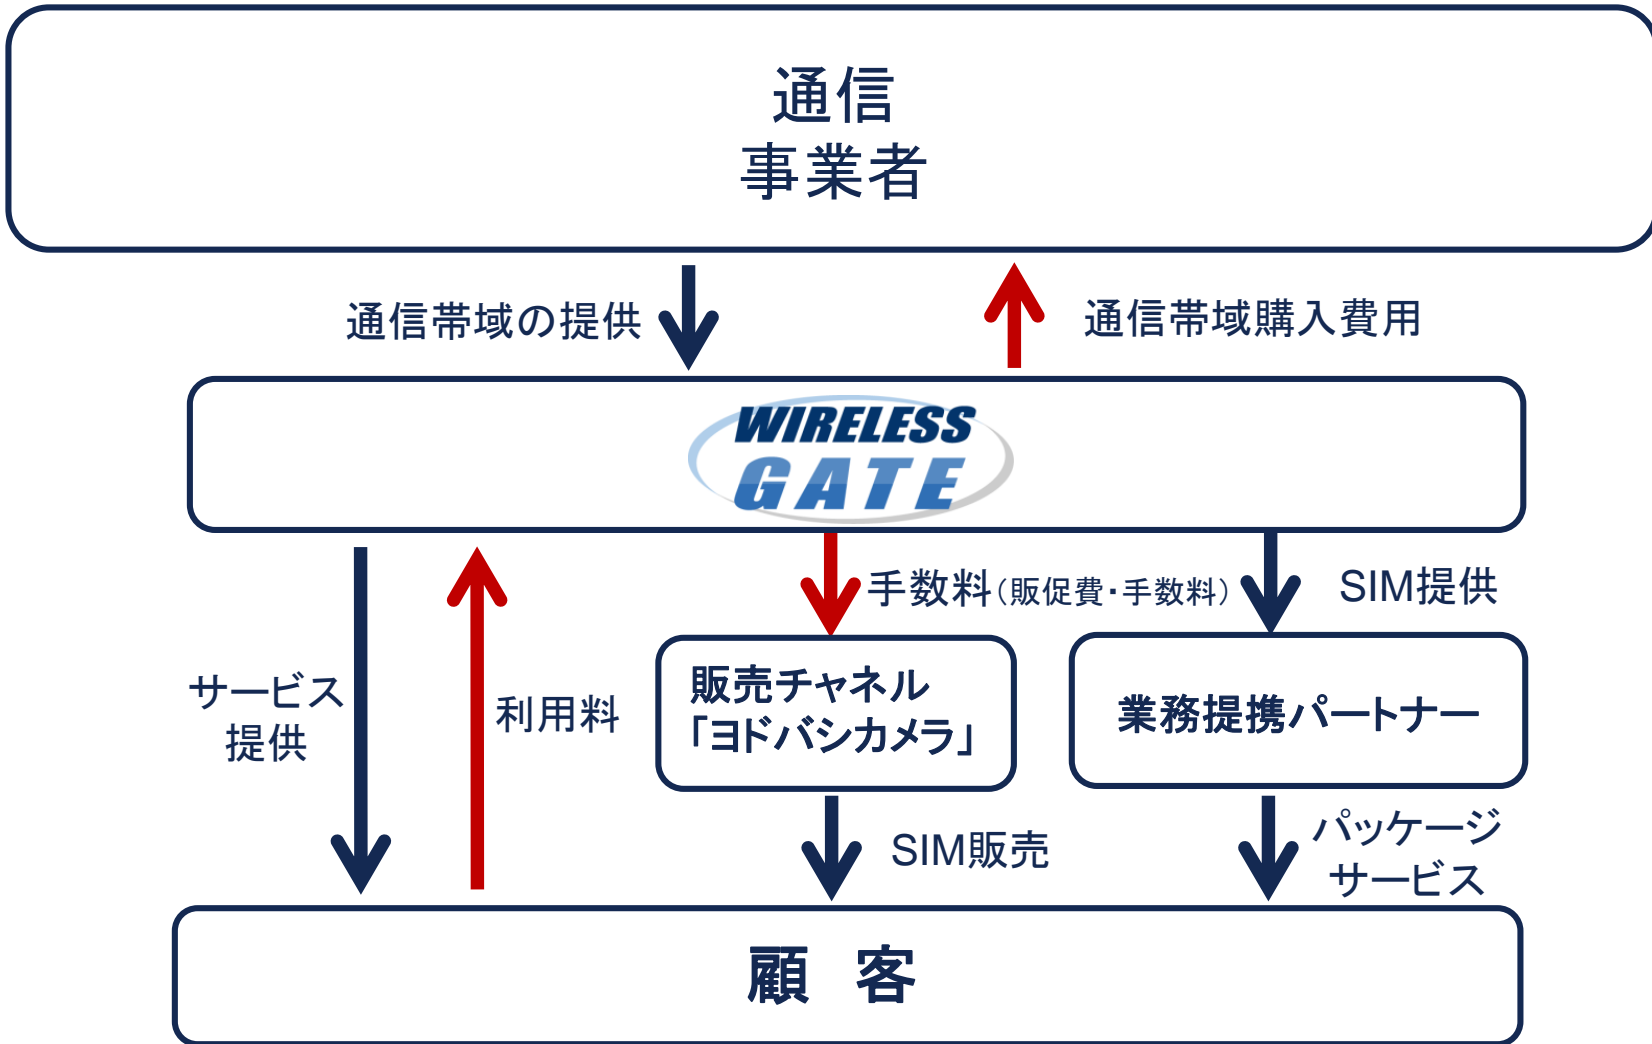 通信
事業者
通信帯域の提供
通信帯域購入費用
WIRELESS
GATE
手数料(販促費・手数料)
SIM提供
サービス
提供
利用料
販売チャネル
「ヨドバシカメラ」
業務提携パートナー
SIM販売
パッケージ
サービス
顧 客